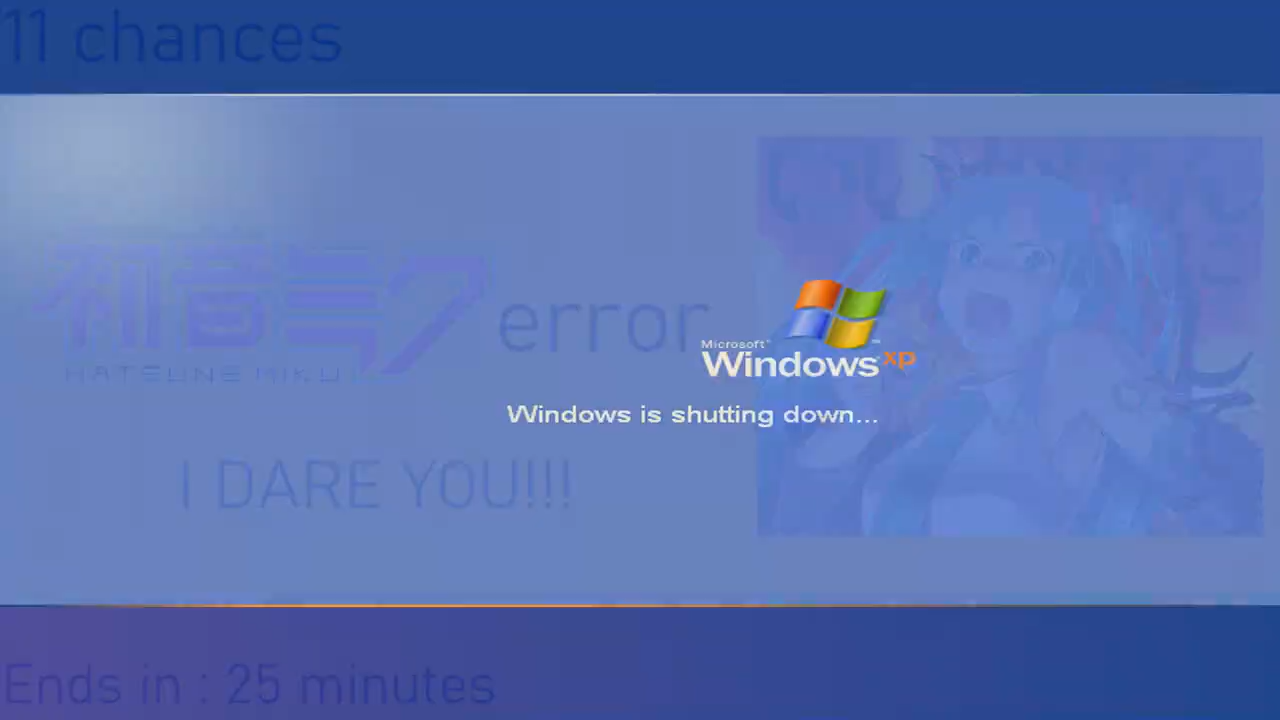 11 chances
初音ミク error
HATSUNE MIKU
Microsoft®
Windows xp
Windows is shutting down...
I DARE YOU!!!
Ends in : 25 minutes